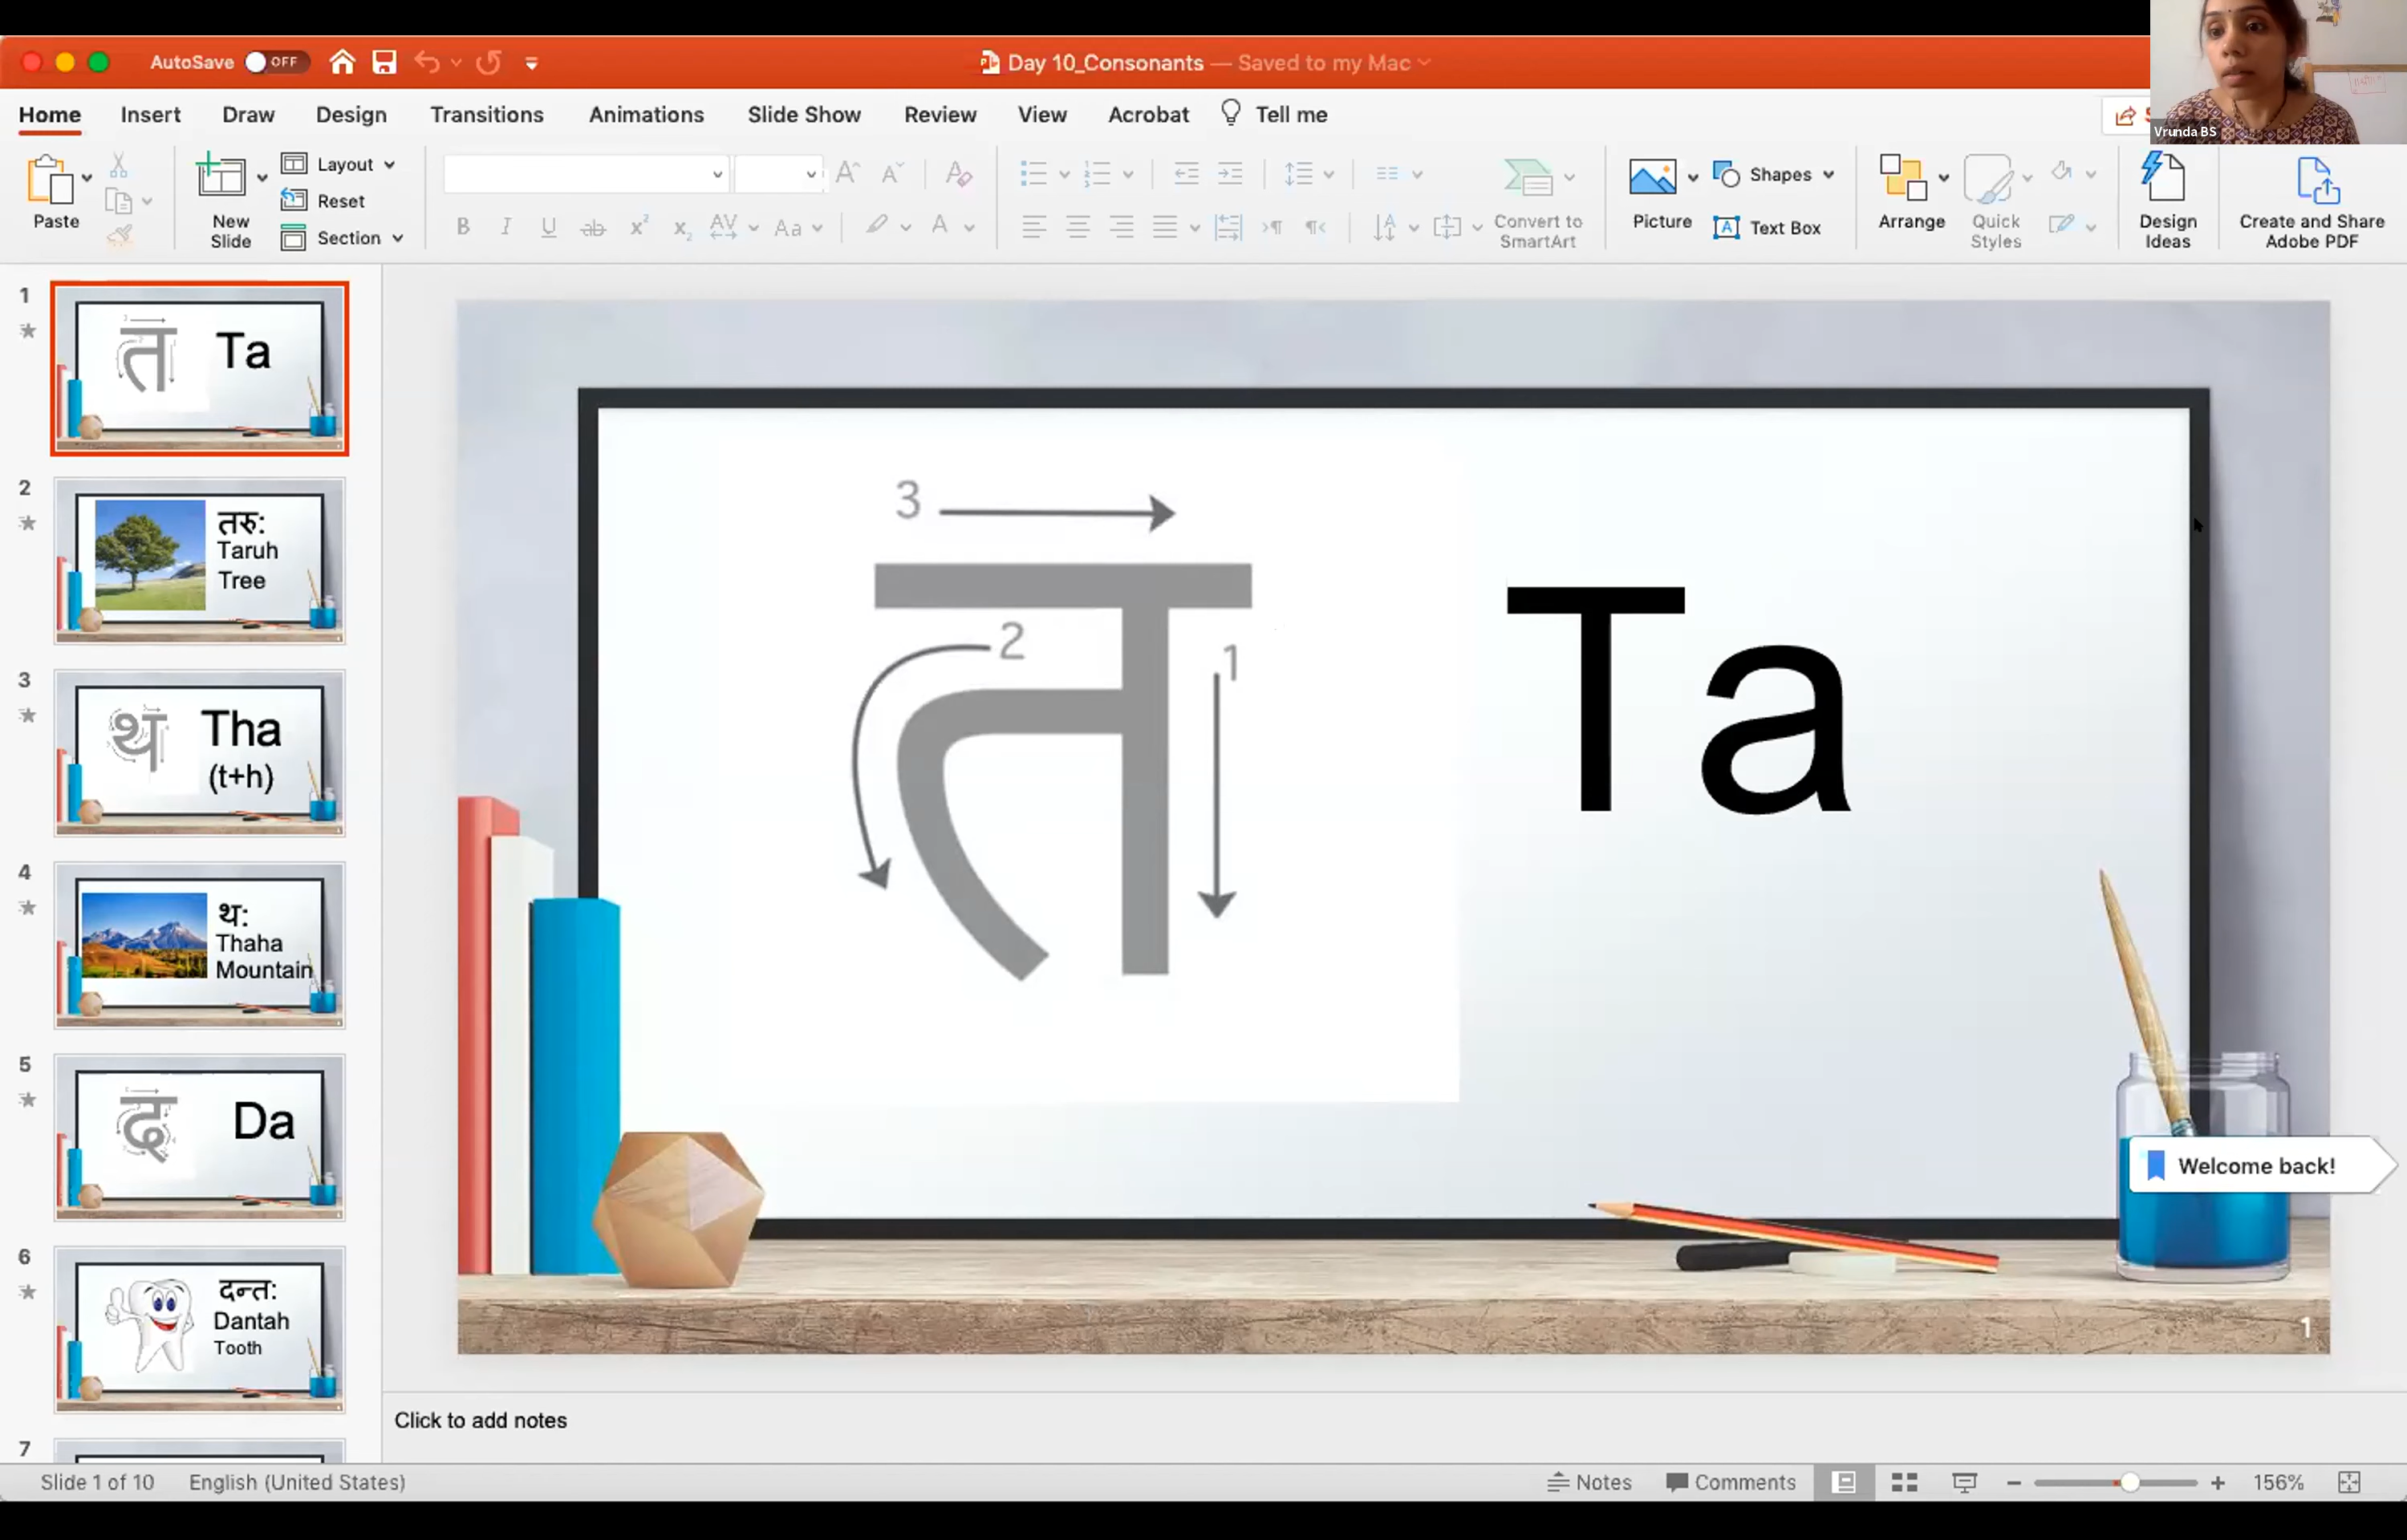 AutoSave OFF
Day 10_Consonants — Saved to my Mac
Vrunda BS
Home Insert Draw Design Transitions Animations Slide Show Review View Acrobat Tell me
Paste
New Slide
Layout
Reset
Section
Convert to SmartArt
Picture
Shapes
Text Box
Arrange
Quick Styles
Design Ideas
Create and Share Adobe PDF
1
त Ta
2
तरु:
Taruh
Tree
3
थ Tha
(t+h)
4
थ:
Thaha
Mountain
5
द Da
6
दन्त:
Dantah
Tooth
7
3
2
1
त Ta
Welcome back!
1
Click to add notes
Slide 1 of 10 English (United States) Notes Comments 156%